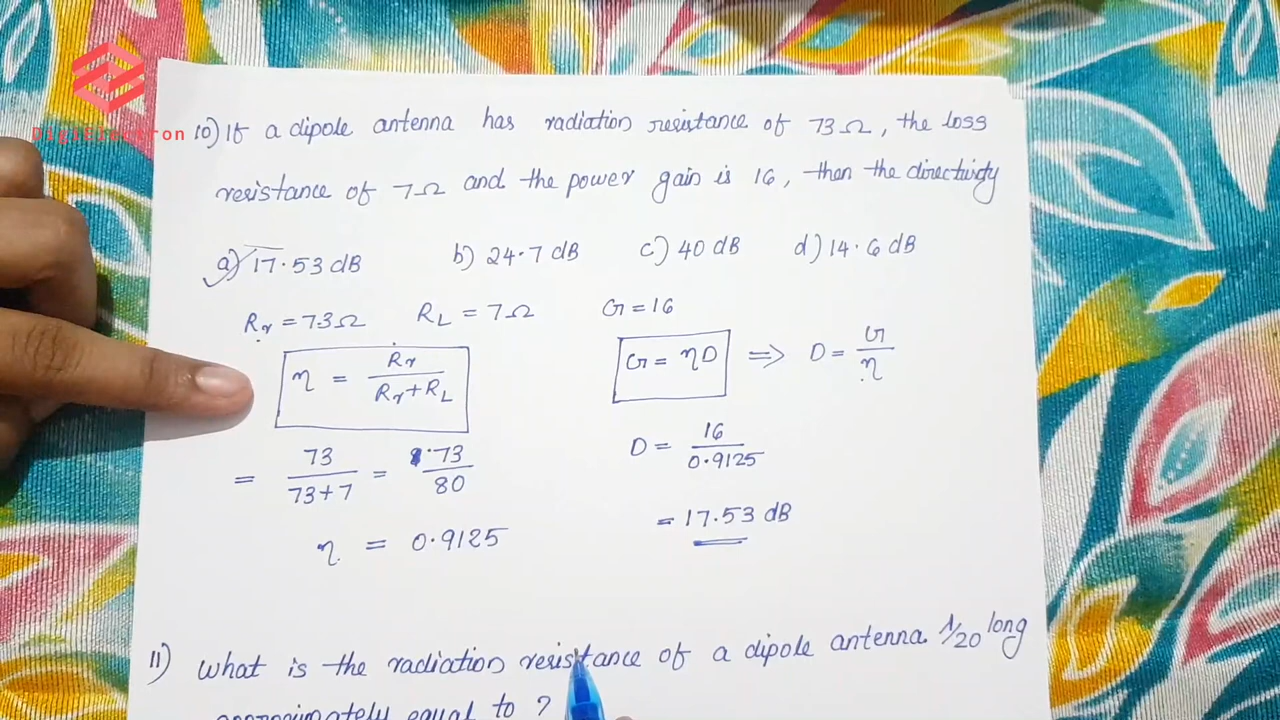 DigiElectron
10) If a dipole antenna has radiation resistance of 73Ω, the loss
resistance of 7Ω and the power gain is 16, then the directivity
a) 17.53 dB b) 24.7 dB c) 40 dB d) 14.6 dB
Rr = 73Ω RL = 7Ω G = 16
η = Rr / Rr+RL G = ηD ⟹ D = G / η
= 73 / 73+7 = 73 / 80 D = 16 / 0.9125
η = 0.9125 = 17.53 dB
11) What is the radiation resistance of a dipole antenna λ/20 long
approximately equal to ?